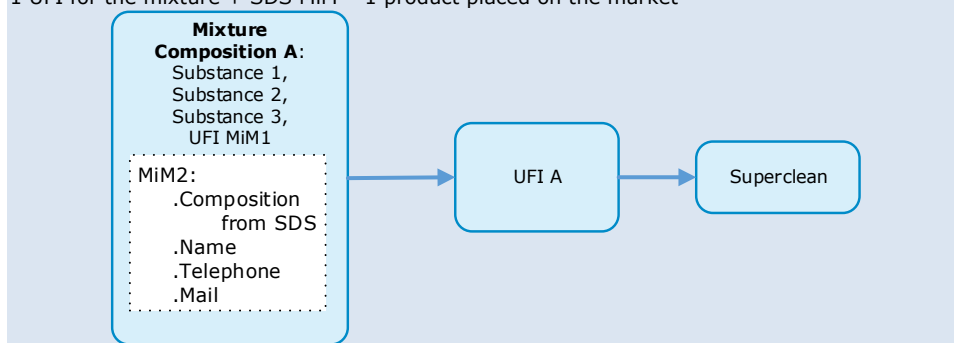 1 UFI for the mixture + SDS MiM – 1 product placed on the market
Mixture
Composition A:
Substance 1,
Substance 2,
Substance 3,
UFI MiM1
MiM2:
.Composition
from SDS
.Name
.Telephone
.Mail
UFI A
Superclean